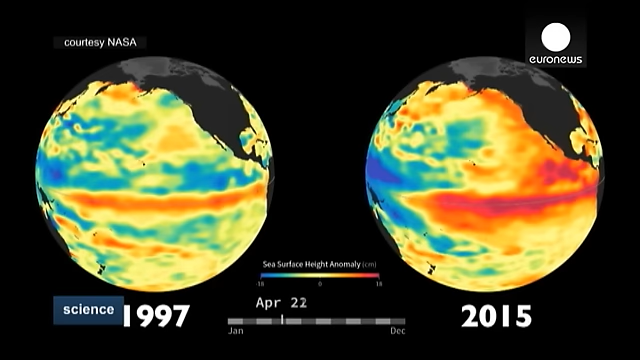 courtesy NASA
euronews
Sea Surface Height Anomaly (cm)
-18 0 18
Apr 22
science
1997
2015
Jan Dec